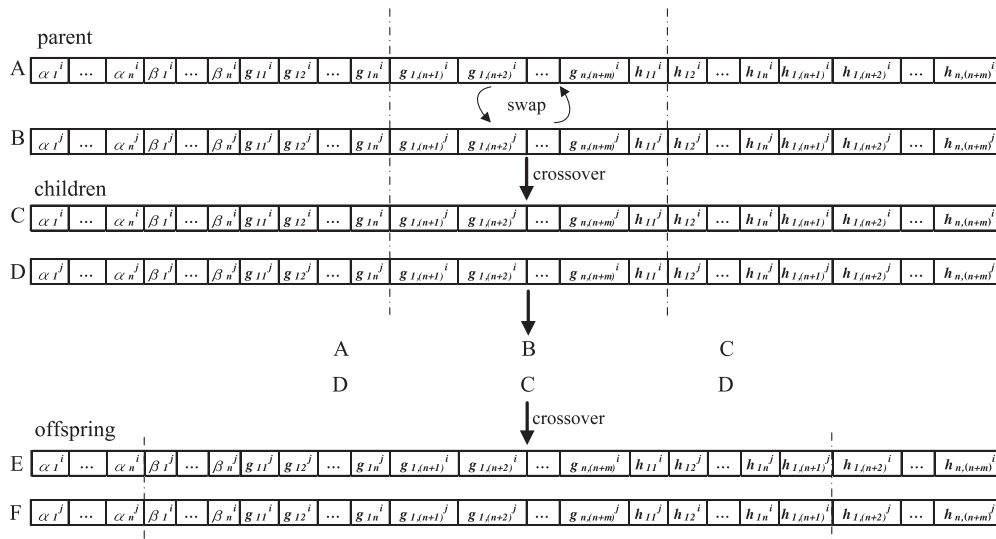 parent
A α₁ⁱ ... αₙⁱ β₁ⁱ ... βₙⁱ g₁₁ⁱ g₁₂ⁱ ... g₁ₙⁱ g₁,₍ₙ₊₁₎ⁱ g₁,₍ₙ₊₂₎ⁱ ... gₙ,₍ₙ₊ₘ₎ⁱ h₁₁ⁱ h₁₂ⁱ ... h₁ₙⁱ h₁,₍ₙ₊₁₎ⁱ h₁,₍ₙ₊₂₎ⁱ ... hₙ,₍ₙ₊ₘ₎ⁱ
swap
B α₁ʲ ... αₙʲ β₁ʲ ... βₙʲ g₁₁ʲ g₁₂ʲ ... g₁ₙʲ g₁,₍ₙ₊₁₎ʲ g₁,₍ₙ₊₂₎ʲ ... gₙ,₍ₙ₊ₘ₎ʲ h₁₁ʲ h₁₂ʲ ... h₁ₙʲ h₁,₍ₙ₊₁₎ʲ h₁,₍ₙ₊₂₎ʲ ... hₙ,₍ₙ₊ₘ₎ʲ
crossover
children
C α₁ⁱ ... αₙⁱ β₁ⁱ ... βₙⁱ g₁₁ⁱ g₁₂ⁱ ... g₁ₙⁱ g₁,₍ₙ₊₁₎ʲ g₁,₍ₙ₊₂₎ʲ ... gₙ,₍ₙ₊ₘ₎ʲ h₁₁ʲ h₁₂ⁱ ... h₁ₙⁱ h₁,₍ₙ₊₁₎ⁱ h₁,₍ₙ₊₂₎ⁱ ... hₙ,₍ₙ₊ₘ₎ⁱ
D α₁ʲ ... αₙʲ β₁ʲ ... βₙʲ g₁₁ʲ g₁₂ʲ ... g₁ₙʲ g₁,₍ₙ₊₁₎ⁱ g₁,₍ₙ₊₂₎ⁱ ... gₙ,₍ₙ₊ₘ₎ⁱ h₁₁ⁱ h₁₂ʲ ... h₁ₙʲ h₁,₍ₙ₊₁₎ʲ h₁,₍ₙ₊₂₎ʲ ... hₙ,₍ₙ₊ₘ₎ʲ
A B C
D C D
crossover
offspring
E α₁ⁱ ... αₙⁱ β₁ʲ ... βₙʲ g₁₁ʲ g₁₂ʲ ... g₁ₙʲ g₁,₍ₙ₊₁₎ⁱ g₁,₍ₙ₊₂₎ⁱ ... gₙ,₍ₙ₊ₘ₎ⁱ h₁₁ⁱ h₁₂ʲ ... h₁ₙʲ h₁,₍ₙ₊₁₎ʲ h₁,₍ₙ₊₂₎ⁱ ... hₙ,₍ₙ₊ₘ₎ⁱ
F α₁ʲ ... αₙʲ β₁ⁱ ... βₙⁱ g₁₁ⁱ g₁₂ⁱ ... g₁ₙⁱ g₁,₍ₙ₊₁₎ʲ g₁,₍ₙ₊₂₎ʲ ... gₙ,₍ₙ₊ₘ₎ʲ h₁₁ʲ h₁₂ⁱ ... h₁ₙⁱ h₁,₍ₙ₊₁₎ⁱ h₁,₍ₙ₊₂₎ʲ ... hₙ,₍ₙ₊ₘ₎ʲ